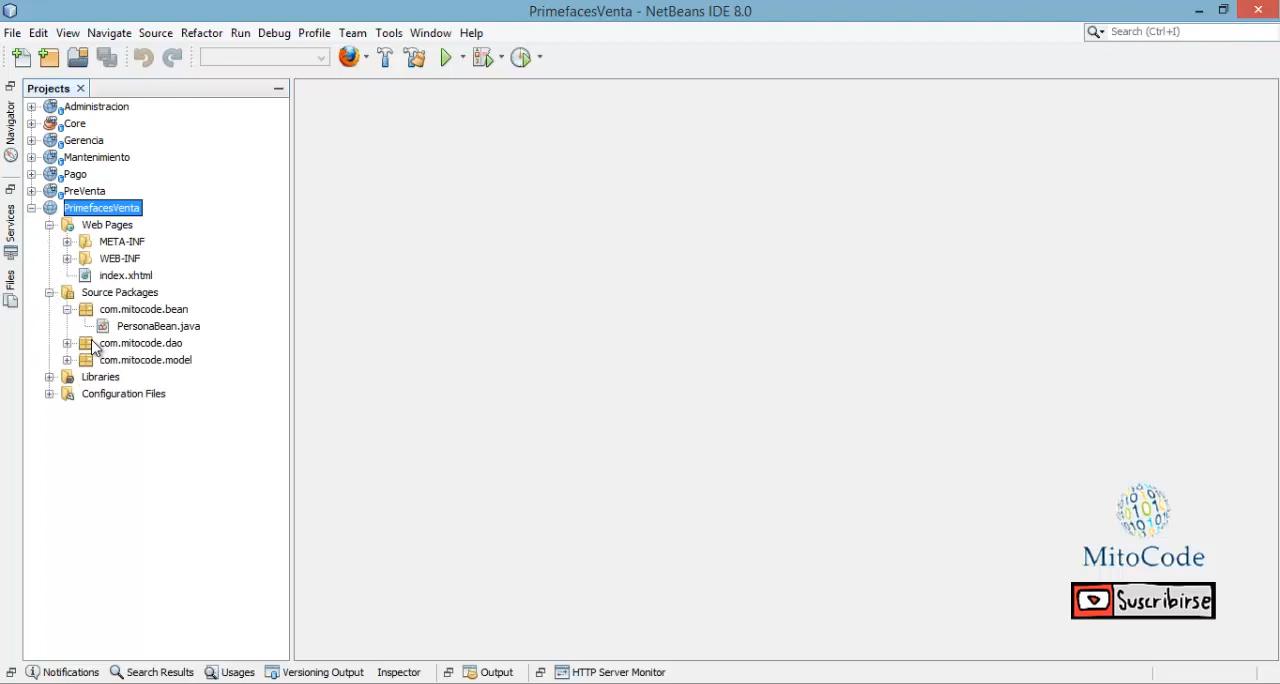 PrimefacesVenta - NetBeans IDE 8.0
File Edit View Navigate Source Refactor Run Debug Profile Team Tools Window Help
Search (Ctrl+I)
Projects
Navigator
Services
Files
Administracion
Core
Gerencia
Mantenimiento
Pago
PreVenta
PrimefacesVenta
Web Pages
META-INF
WEB-INF
index.xhtml
Source Packages
com.mitocode.bean
PersonaBean.java
com.mitocode.dao
com.mitocode.model
Libraries
Configuration Files
MitoCode
Suscribirse
Notifications Search Results Usages Versioning Output Inspector Output HTTP Server Monitor